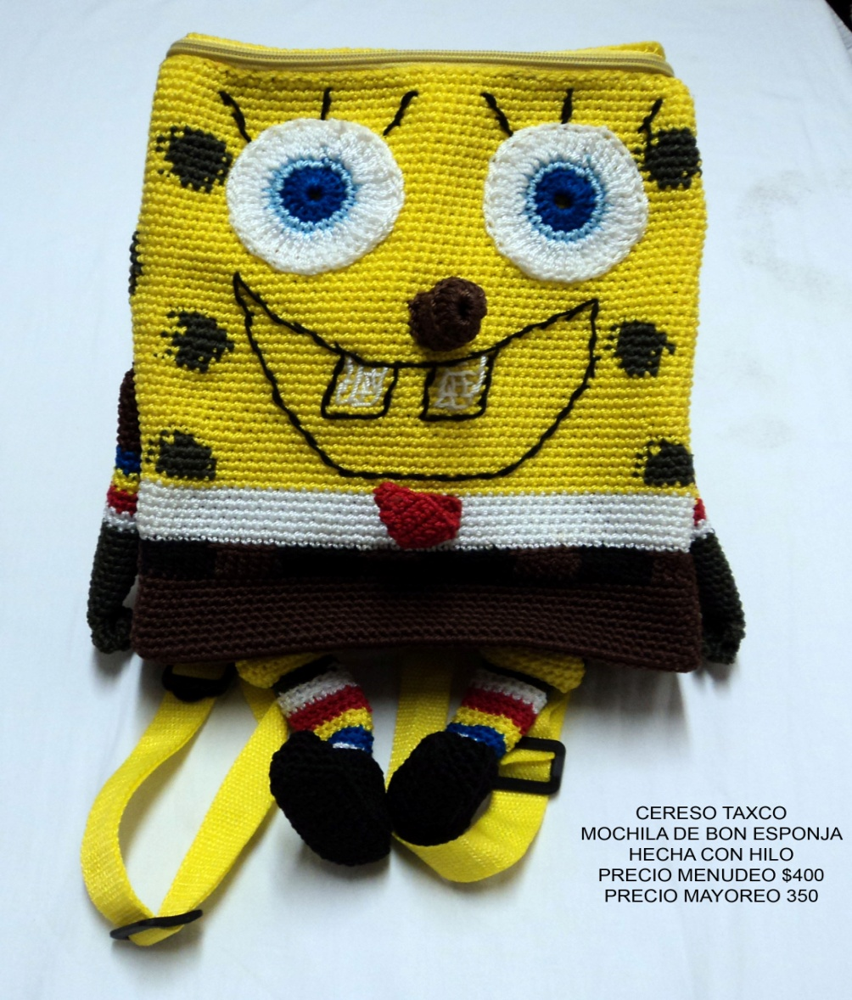 CERESO TAXCO
MOCHILA DE BON ESPONJA
HECHA CON HILO
PRECIO MENUDEO $400
PRECIO MAYOREO 350